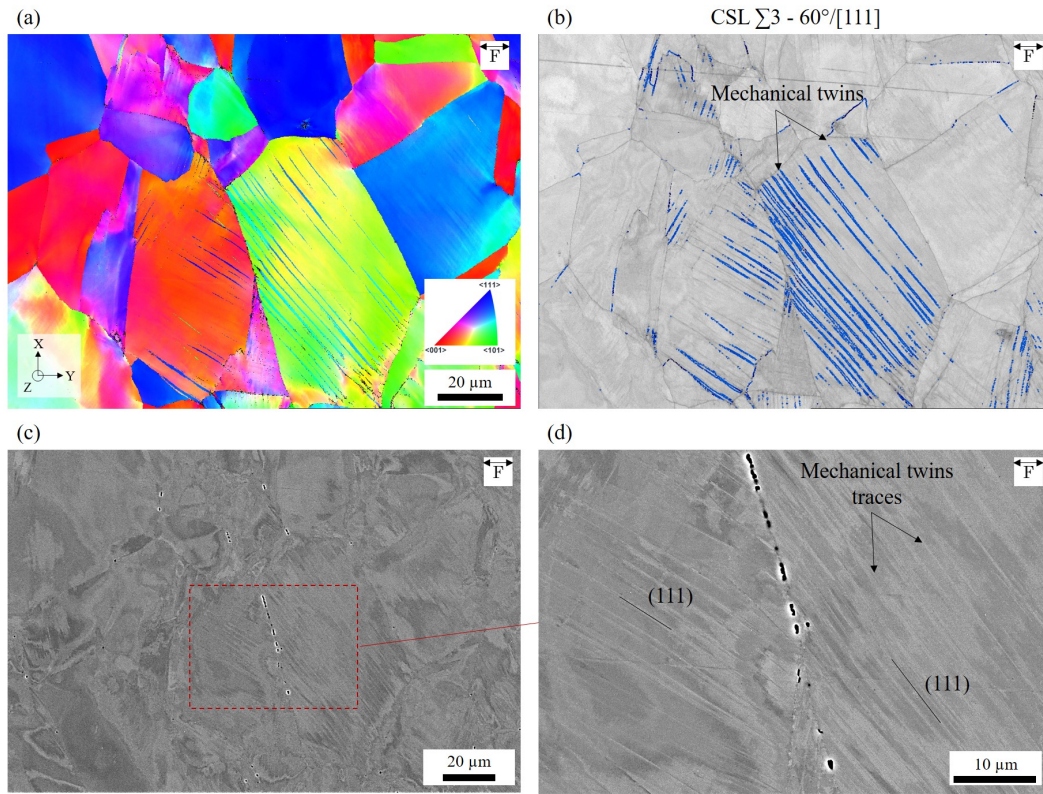 (a)
F
<111>
<001>
<101>
X
Y
Z
20 µm
(b)
CSL ∑3 - 60°/[111]
F
Mechanical twins
(c)
F
20 µm
(d)
F
Mechanical twins
traces
(111)
(111)
10 µm